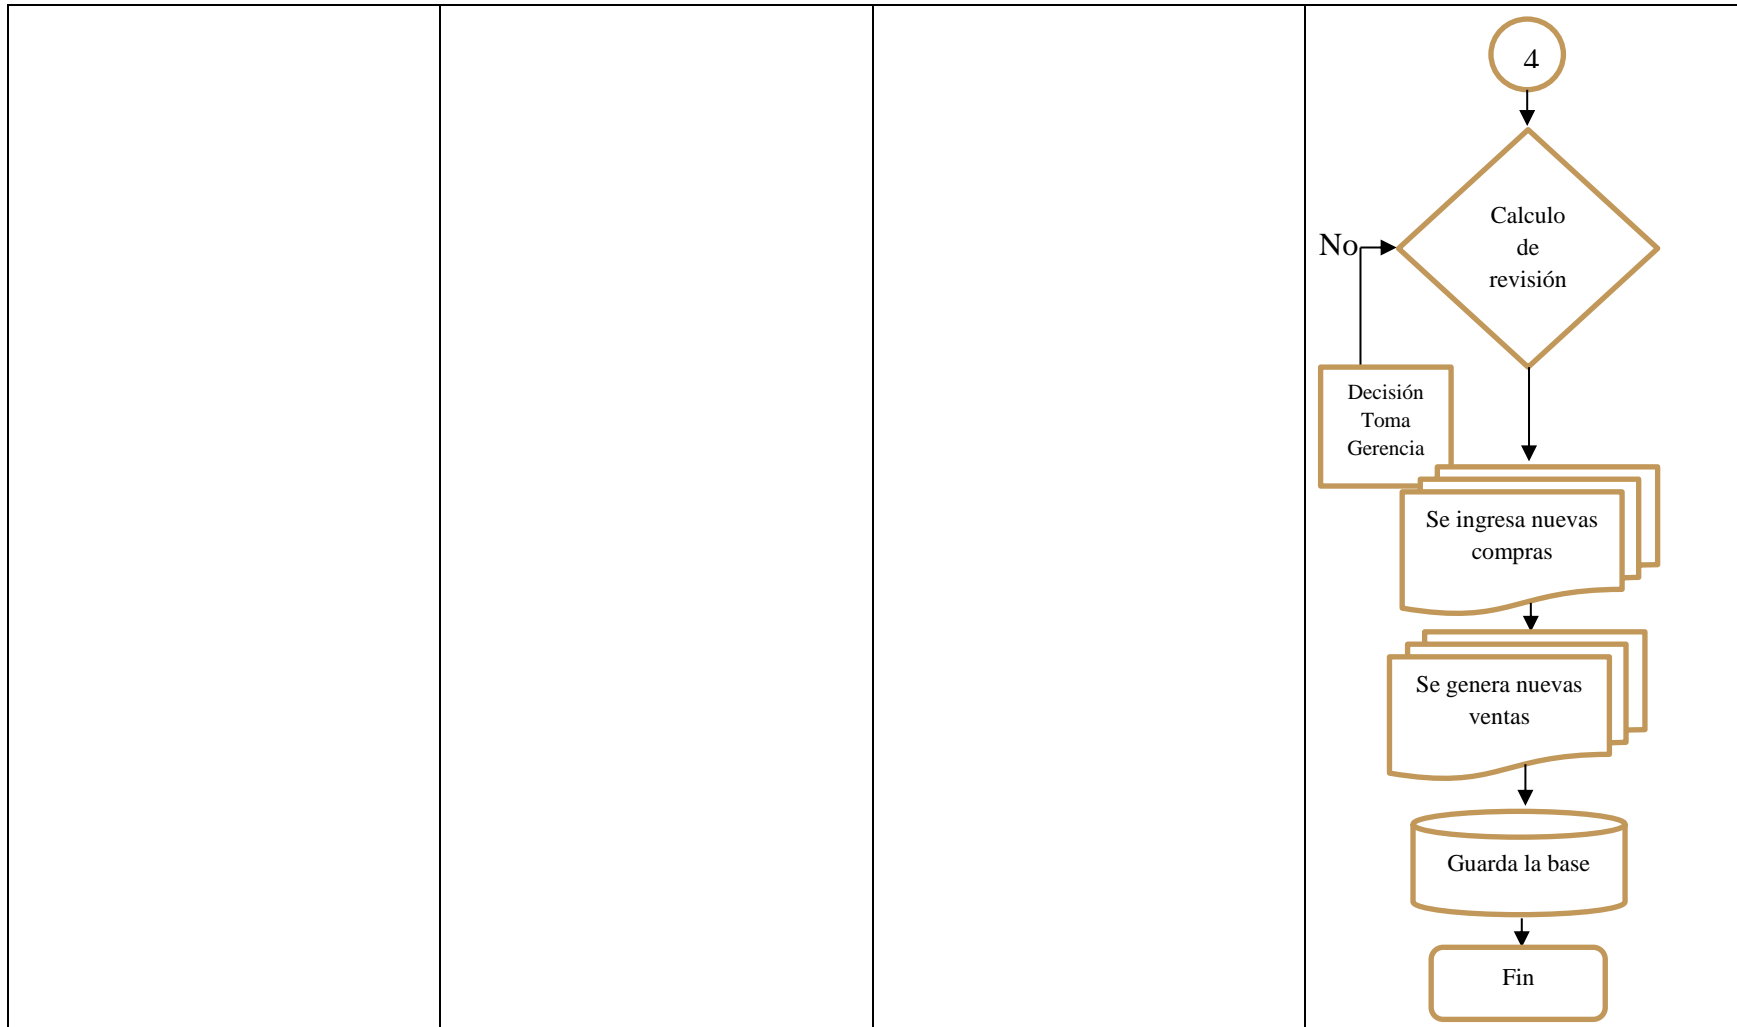 4
Calculo
de
revisión
No
Decisión
Toma
Gerencia
Se ingresa nuevas
compras
Se genera nuevas
ventas
Guarda la base
Fin